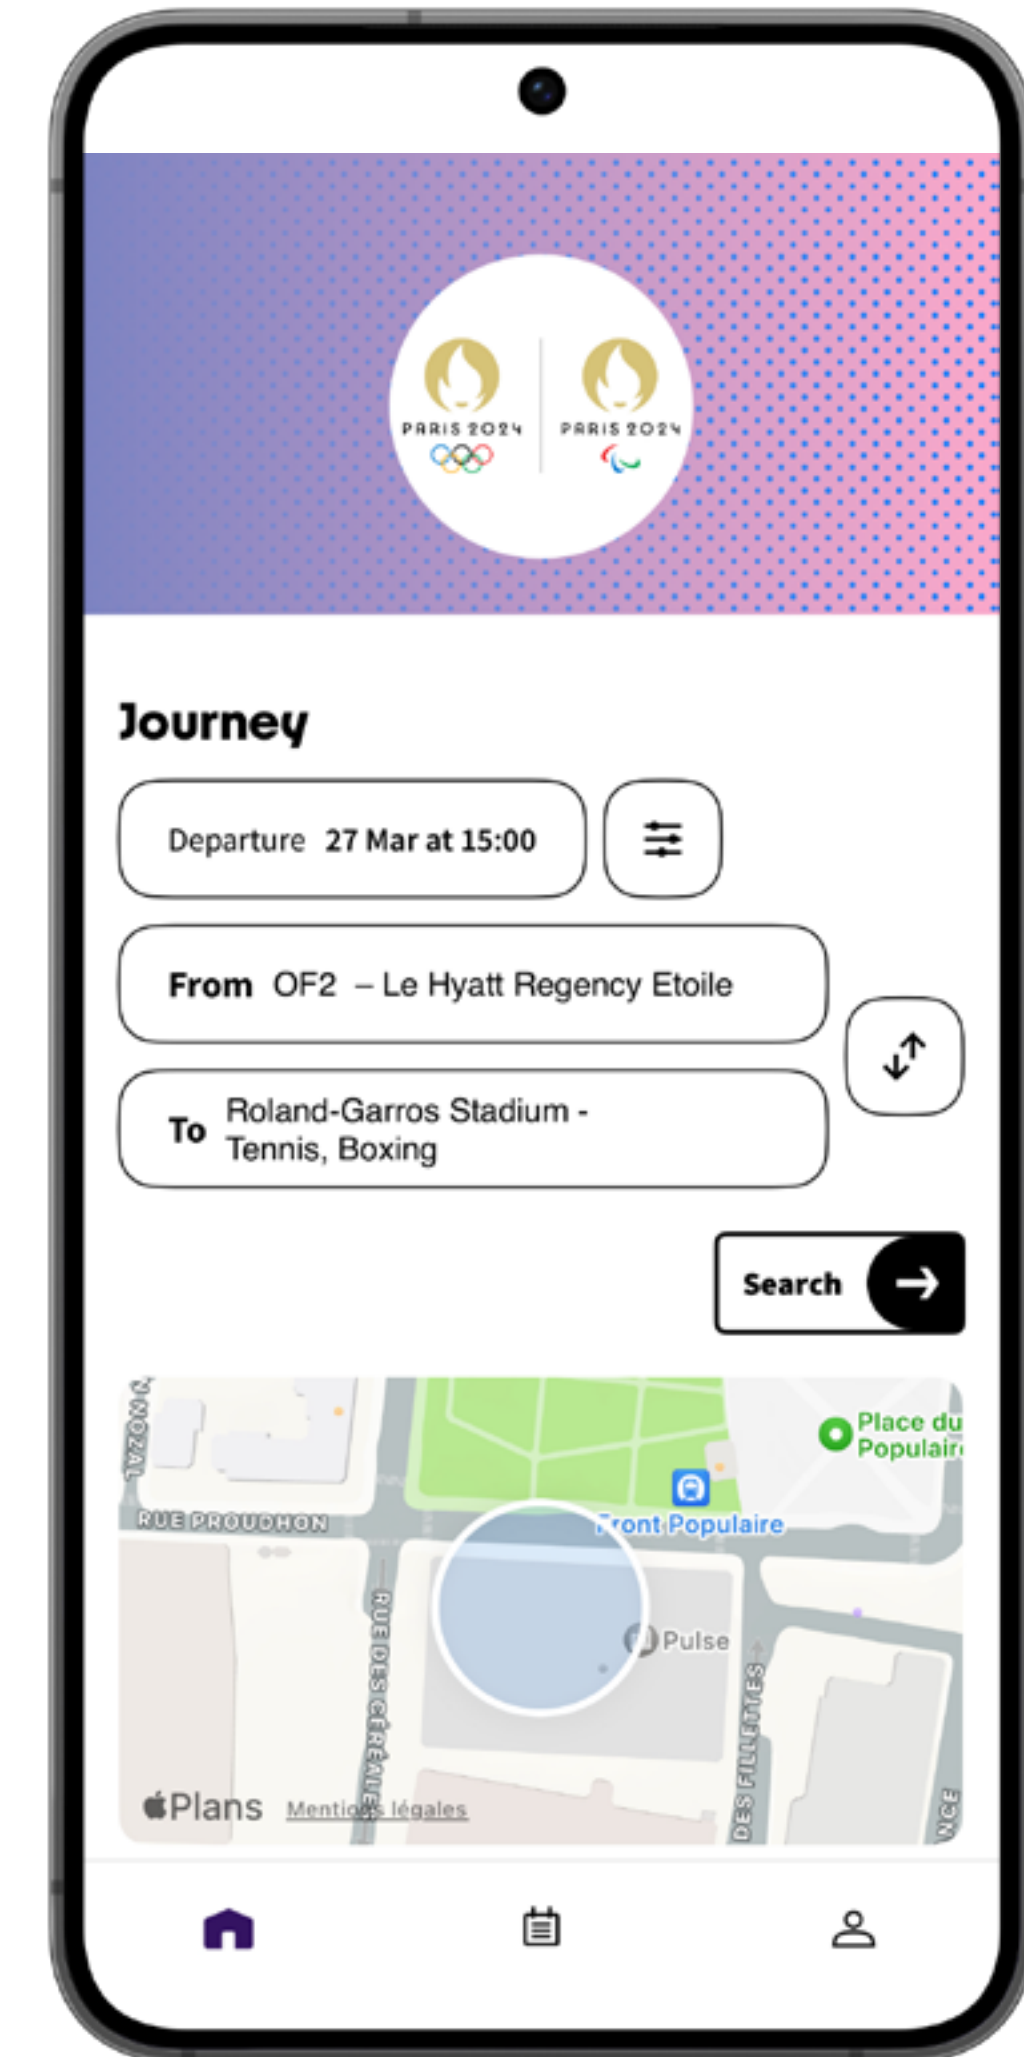 PARIS 2024
PARIS 2024
Journey
Departure 27 Mar at 15:00
From OF2 – Le Hyatt Regency Etoile
To Roland-Garros Stadium -
Tennis, Boxing
Search
NOZAL
Place du
Populair
RUE PROUDHON
Front Populaire
RUE DES CÉRÉALES
Pulse
DES FILLETTES
Plans
Mentions légales
NCE